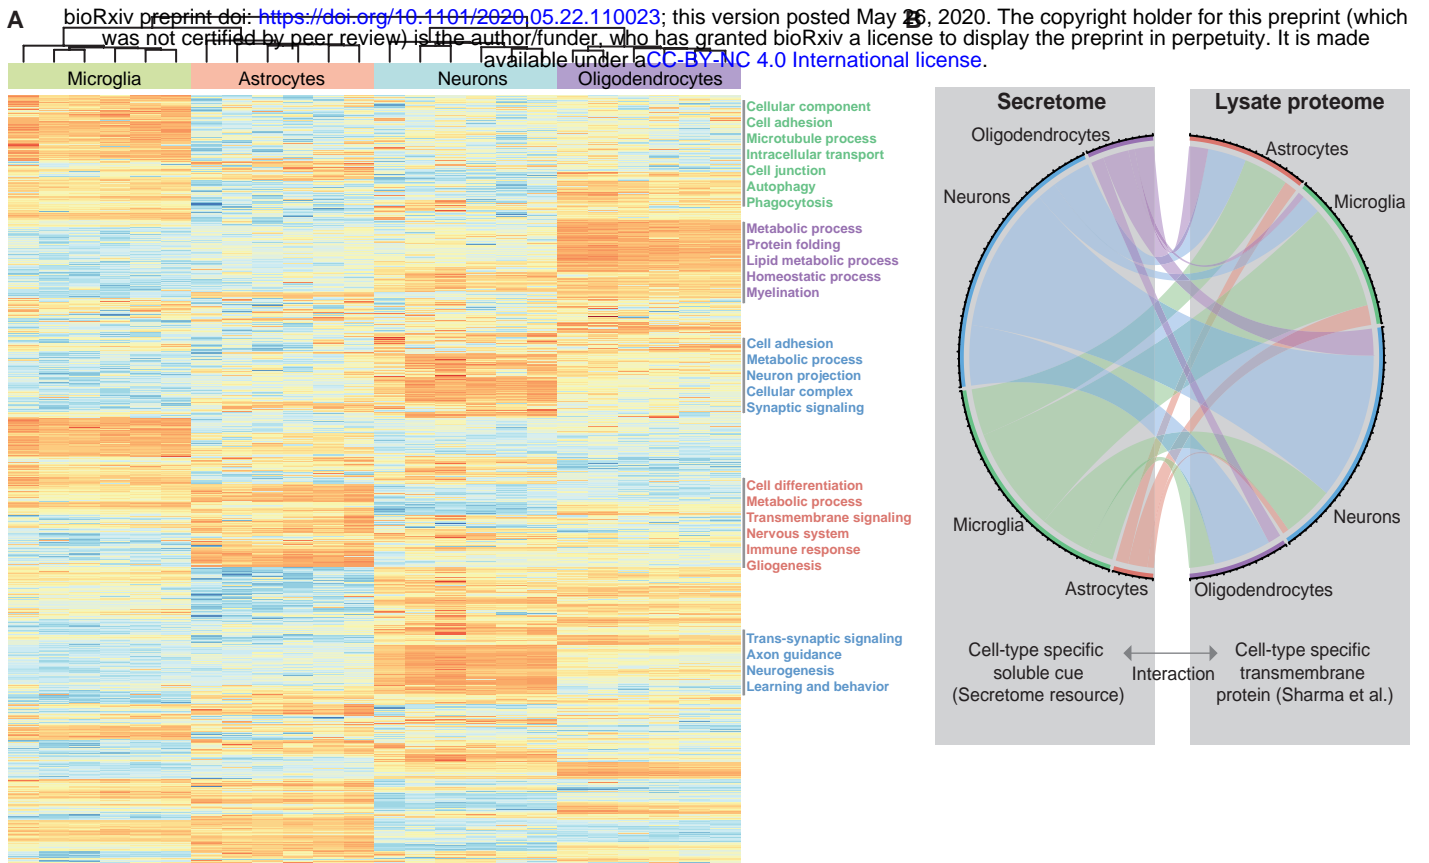 A
B
bioRxiv preprint doi: https://doi.org/10.1101/2020.05.22.110023; this version posted May 26, 2020. The copyright holder for this preprint (which
was not certified by peer review) is the author/funder, who has granted bioRxiv a license to display the preprint in perpetuity. It is made
available under aCC-BY-NC 4.0 International license.
Microglia
Astrocytes
Neurons
Oligodendrocytes
Cellular component
Cell adhesion
Microtubule process
Intracellular transport
Cell junction
Autophagy
Phagocytosis
Metabolic process
Protein folding
Lipid metabolic process
Homeostatic process
Myelination
Cell adhesion
Metabolic process
Neuron projection
Cellular complex
Synaptic signaling
Cell differentiation
Metabolic process
Transmembrane signaling
Nervous system
Immune response
Gliogenesis
Trans-synaptic signaling
Axon guidance
Neurogenesis
Learning and behavior
Secretome
Lysate proteome
Oligodendrocytes
Astrocytes
Neurons
Microglia
Microglia
Neurons
Astrocytes
Oligodendrocytes
Cell-type specific
soluble cue
(Secretome resource)
Interaction
Cell-type specific
transmembrane
protein (Sharma et al.)